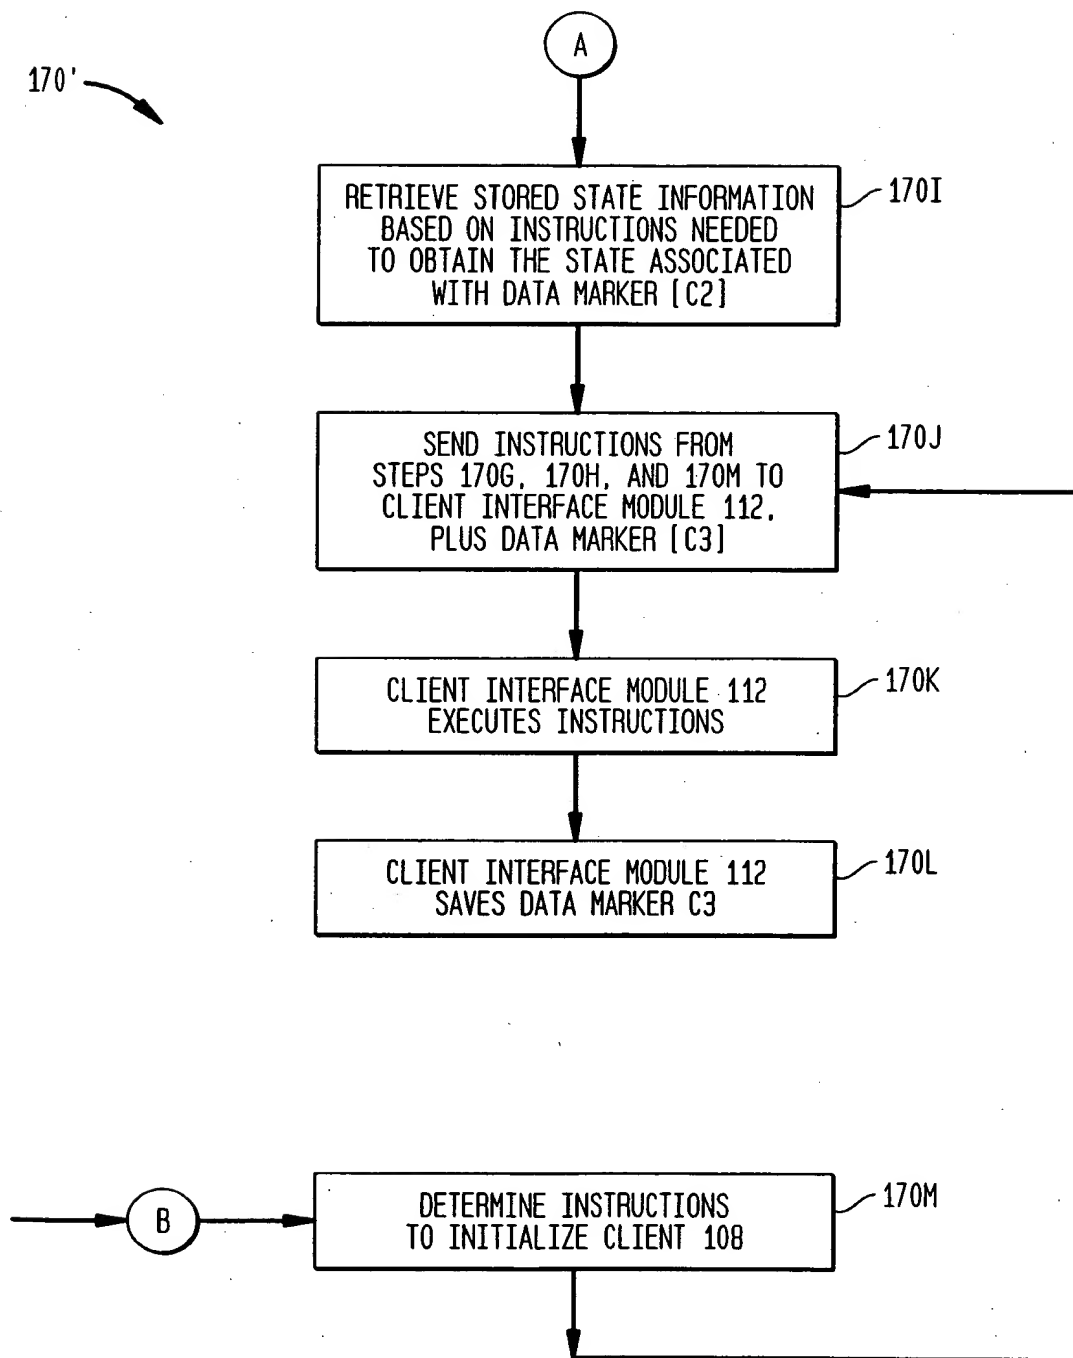 A
170'
RETRIEVE STORED STATE INFORMATION
BASED ON INSTRUCTIONS NEEDED
TO OBTAIN THE STATE ASSOCIATED
WITH DATA MARKER [C2]
170I
SEND INSTRUCTIONS FROM
STEPS 170G, 170H, AND 170M TO
CLIENT INTERFACE MODULE 112,
PLUS DATA MARKER [C3]
170J
CLIENT INTERFACE MODULE 112
EXECUTES INSTRUCTIONS
170K
CLIENT INTERFACE MODULE 112
SAVES DATA MARKER C3
170L
B
DETERMINE INSTRUCTIONS
TO INITIALIZE CLIENT 108
170M